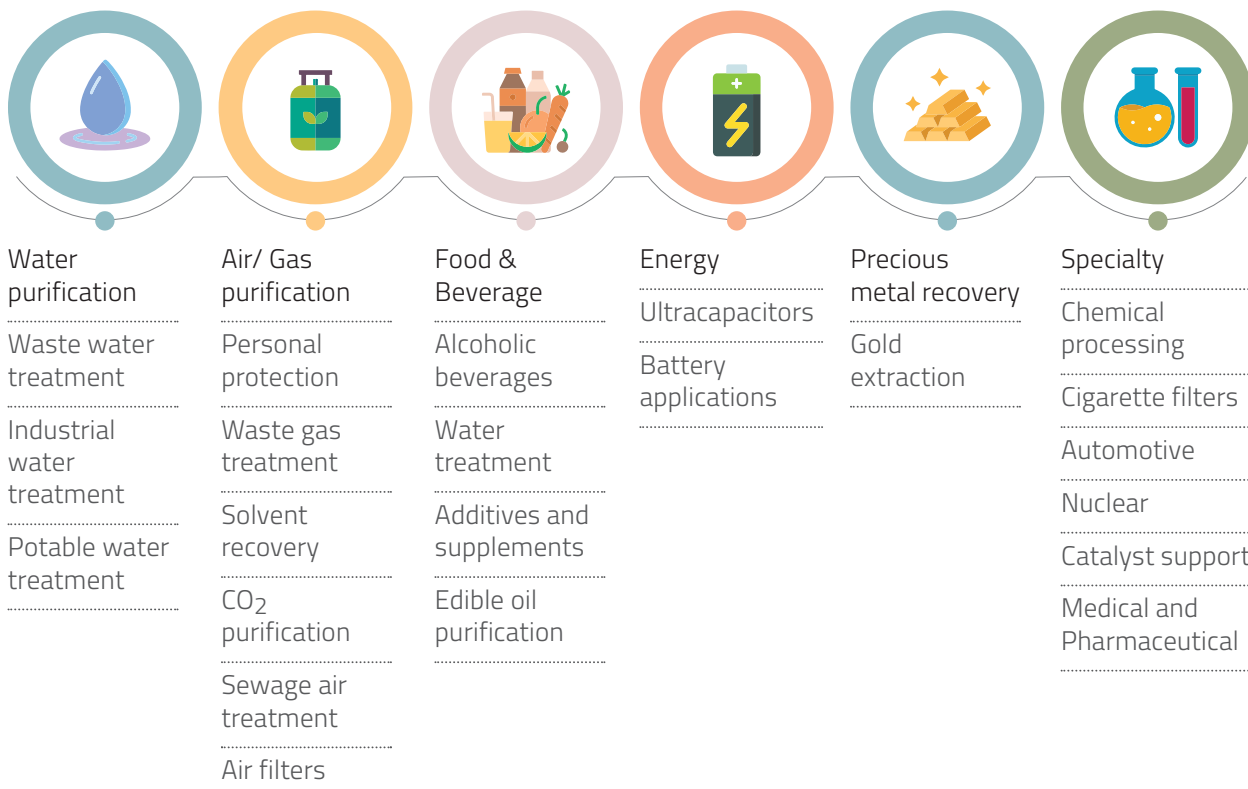 Water
purification
Waste water
treatment
Industrial
water
treatment
Potable water
treatment
Air/ Gas
purification
Personal
protection
Waste gas
treatment
Solvent
recovery
CO2
purification
Sewage air
treatment
Air filters
Food &
Beverage
Alcoholic
beverages
Water
treatment
Additives and
supplements
Edible oil
purification
Energy
Ultracapacitors
Battery
applications
Precious
metal recovery
Gold
extraction
Specialty
Chemical
processing
Cigarette filters
Automotive
Nuclear
Catalyst support
Medical and
Pharmaceutical